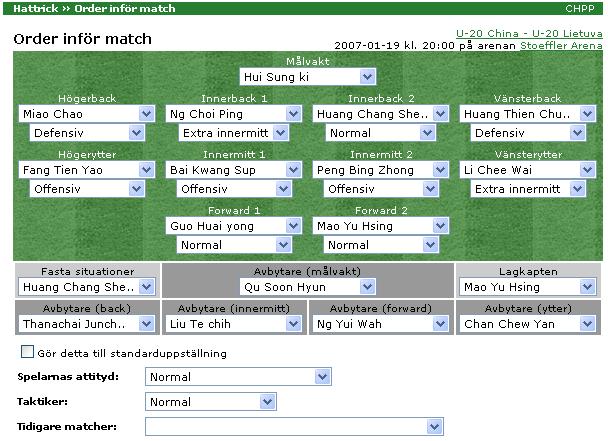 Hattrick » Order inför match CHPP
Order inför match
U-20 China - U-20 Lietuva
2007-01-19 kl. 20:00 på arenan Stoeffler Arena
Målvakt
Hui Sung ki
Högerback Innerback 1 Innerback 2 Vänsterback
Miao Chao Ng Choi Ping Huang Chang She.. Huang Thien Chu..
Defensiv Extra innermitt Normal Defensiv
Högerytter Innermitt 1 Innermitt 2 Vänsterytter
Fang Tien Yao Bai Kwang Sup Peng Bing Zhong Li Chee Wai
Offensiv Offensiv Offensiv Extra innermitt
Forward 1 Forward 2
Guo Huai yong Mao Yu Hsing
Normal Normal
Fasta situationer Avbytare (målvakt) Lagkapten
Huang Chang She.. Qu Soon Hyun Mao Yu Hsing
Avbytare (back) Avbytare (innermitt) Avbytare (forward) Avbytare (ytter)
Thanachai Junch.. Liu Te chih Ng Yui Wah Chan Chew Yan
Gör detta till standarduppställning
Spelarnas attityd: Normal
Taktiker: Normal
Tidigare matcher: